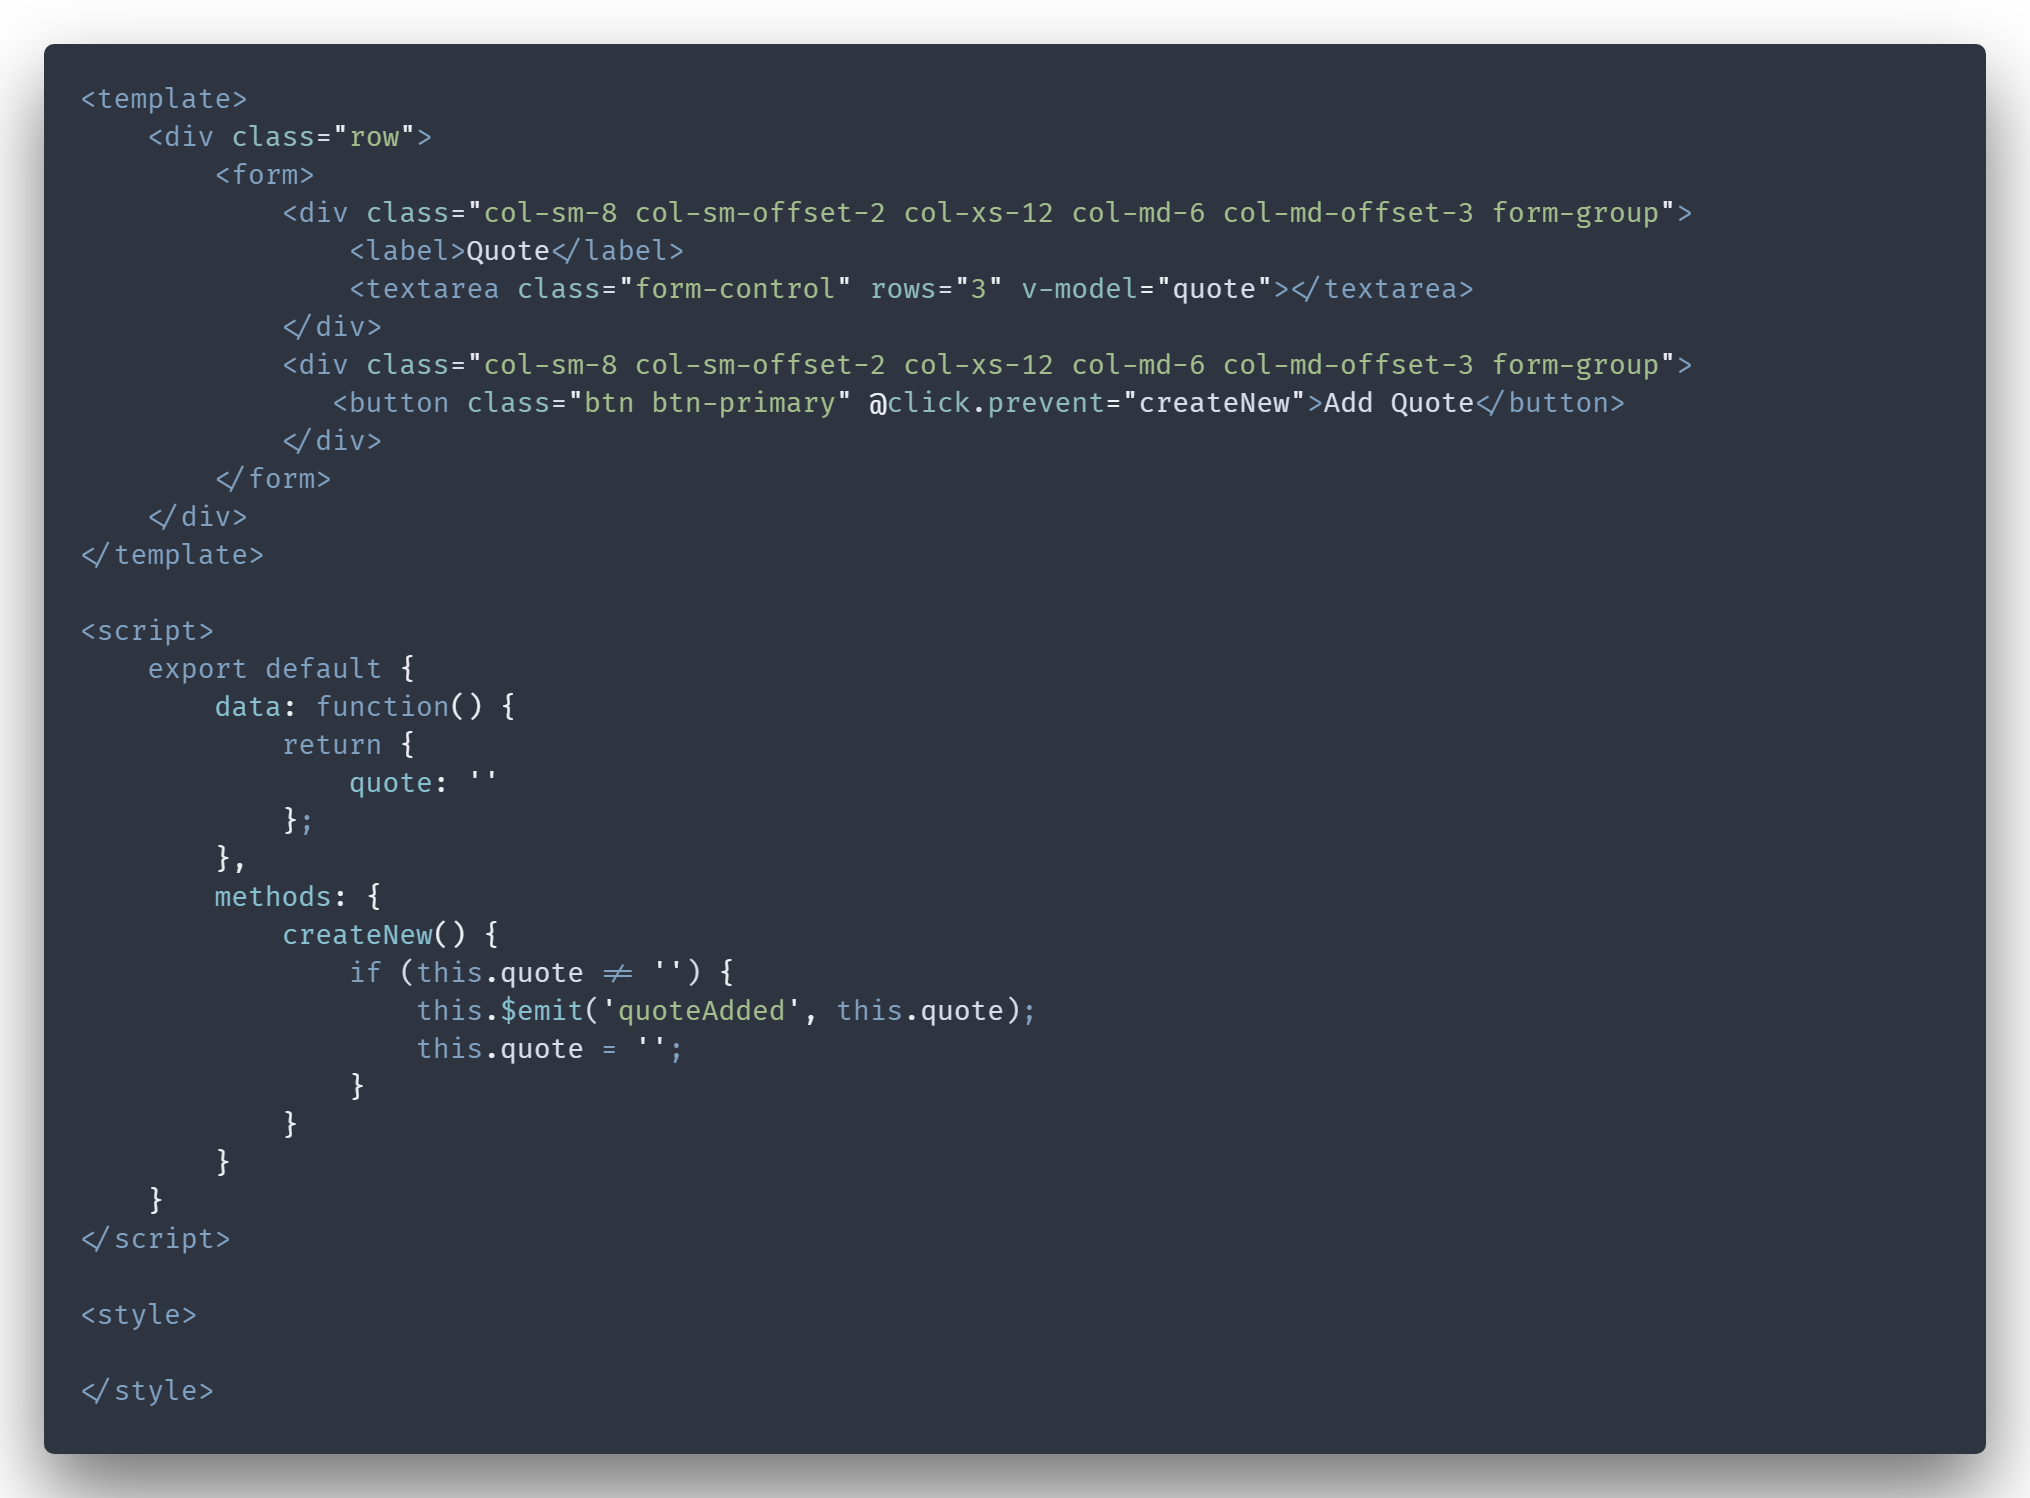 <template>
    <div class="row">
        <form>
            <div class="col-sm-8 col-sm-offset-2 col-xs-12 col-md-6 col-md-offset-3 form-group">
                <label>Quote</label>
                <textarea class="form-control" rows="3" v-model="quote"></textarea>
            </div>
            <div class="col-sm-8 col-sm-offset-2 col-xs-12 col-md-6 col-md-offset-3 form-group">
               <button class="btn btn-primary" @click.prevent="createNew">Add Quote</button>
            </div>
        </form>
    </div>
</template>

<script>
    export default {
        data: function() {
            return {
                quote: ''
            };
        },
        methods: {
            createNew() {
                if (this.quote != '') {
                    this.$emit('quoteAdded', this.quote);
                    this.quote = '';
                }
            }
        }
    }
</script>

<style>

</style>